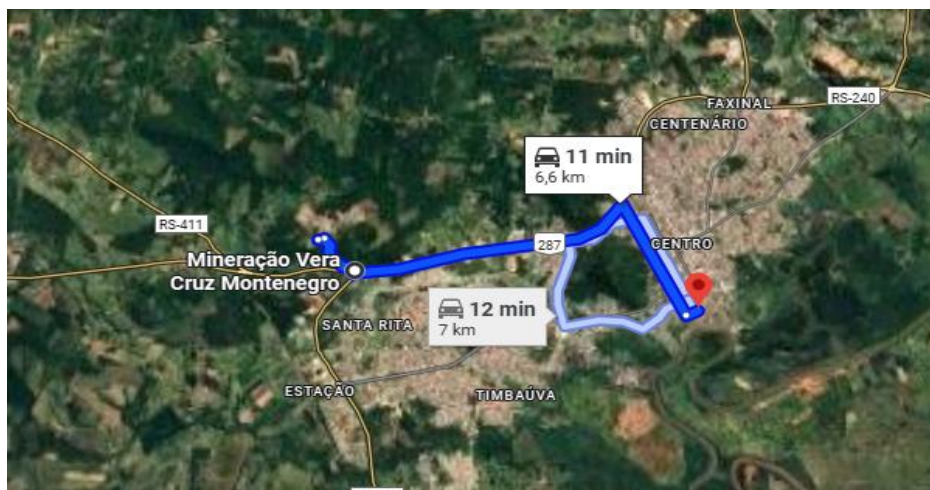 FAXINAL
RS-240
CENTENÁRIO
11 min
6,6 km
RS-411
287
CENTRO
Mineração Vera
Cruz Montenegro
12 min
7 km
SANTA RITA
ESTAÇÃO
TIMBAÚVA